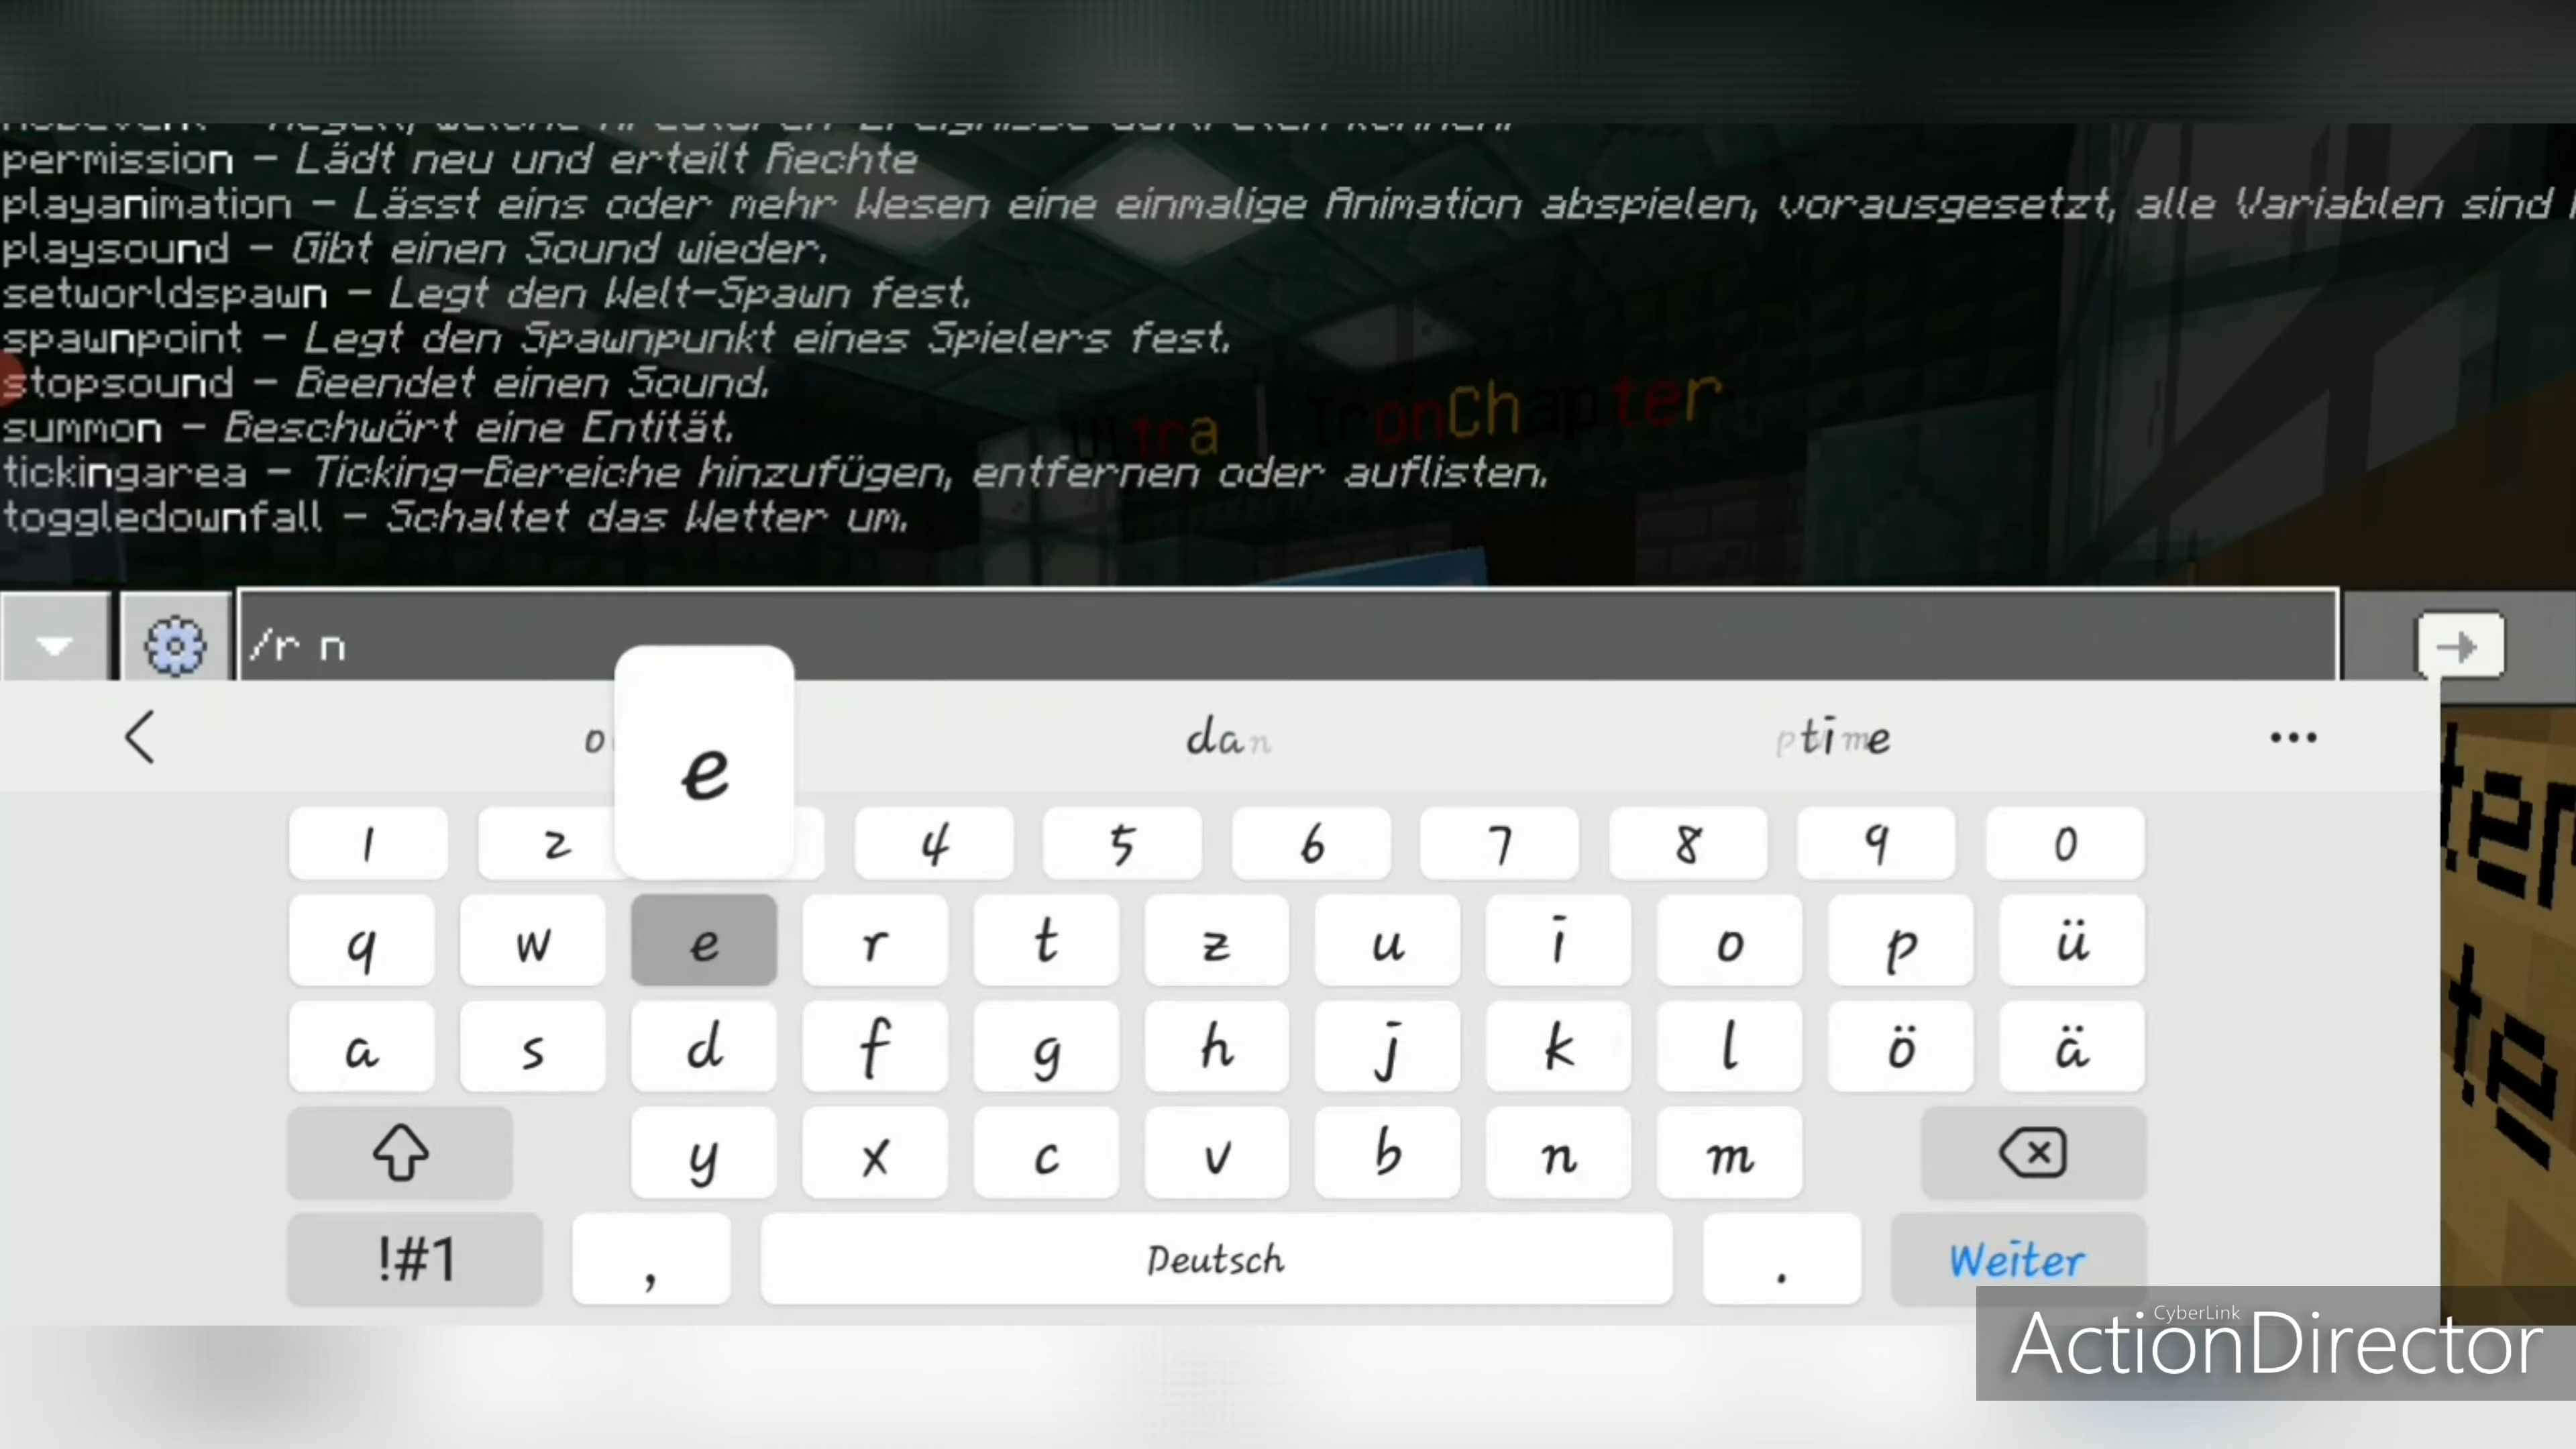 permission – Lädt neu und erteilt Rechte
playanimation – Lässt eins oder mehr Wesen eine einmalige Animation abspielen, vorausgesetzt, alle Variablen sind
playsound – Gibt einen Sound wieder.
setworldspawn – Legt den Welt-Spawn fest.
spawnpoint – Legt den Spawnpunkt eines Spielers fest.
stopsound – Beendet einen Sound.
summon – Beschwört eine Entität.
tickingarea – Ticking-Bereiche hinzufügen, entfernen oder auflisten.
toggledownfall – Schaltet das Wetter um.
Ultra | IronChapter
/r n
e
1 2 4 5 6 7 8 9 0
q w e r t z u i o p ü
a s d f g h j k l ö ä
y x c v b n m
!#1 , Deutsch . Weiter
CyberLink
ActionDirector